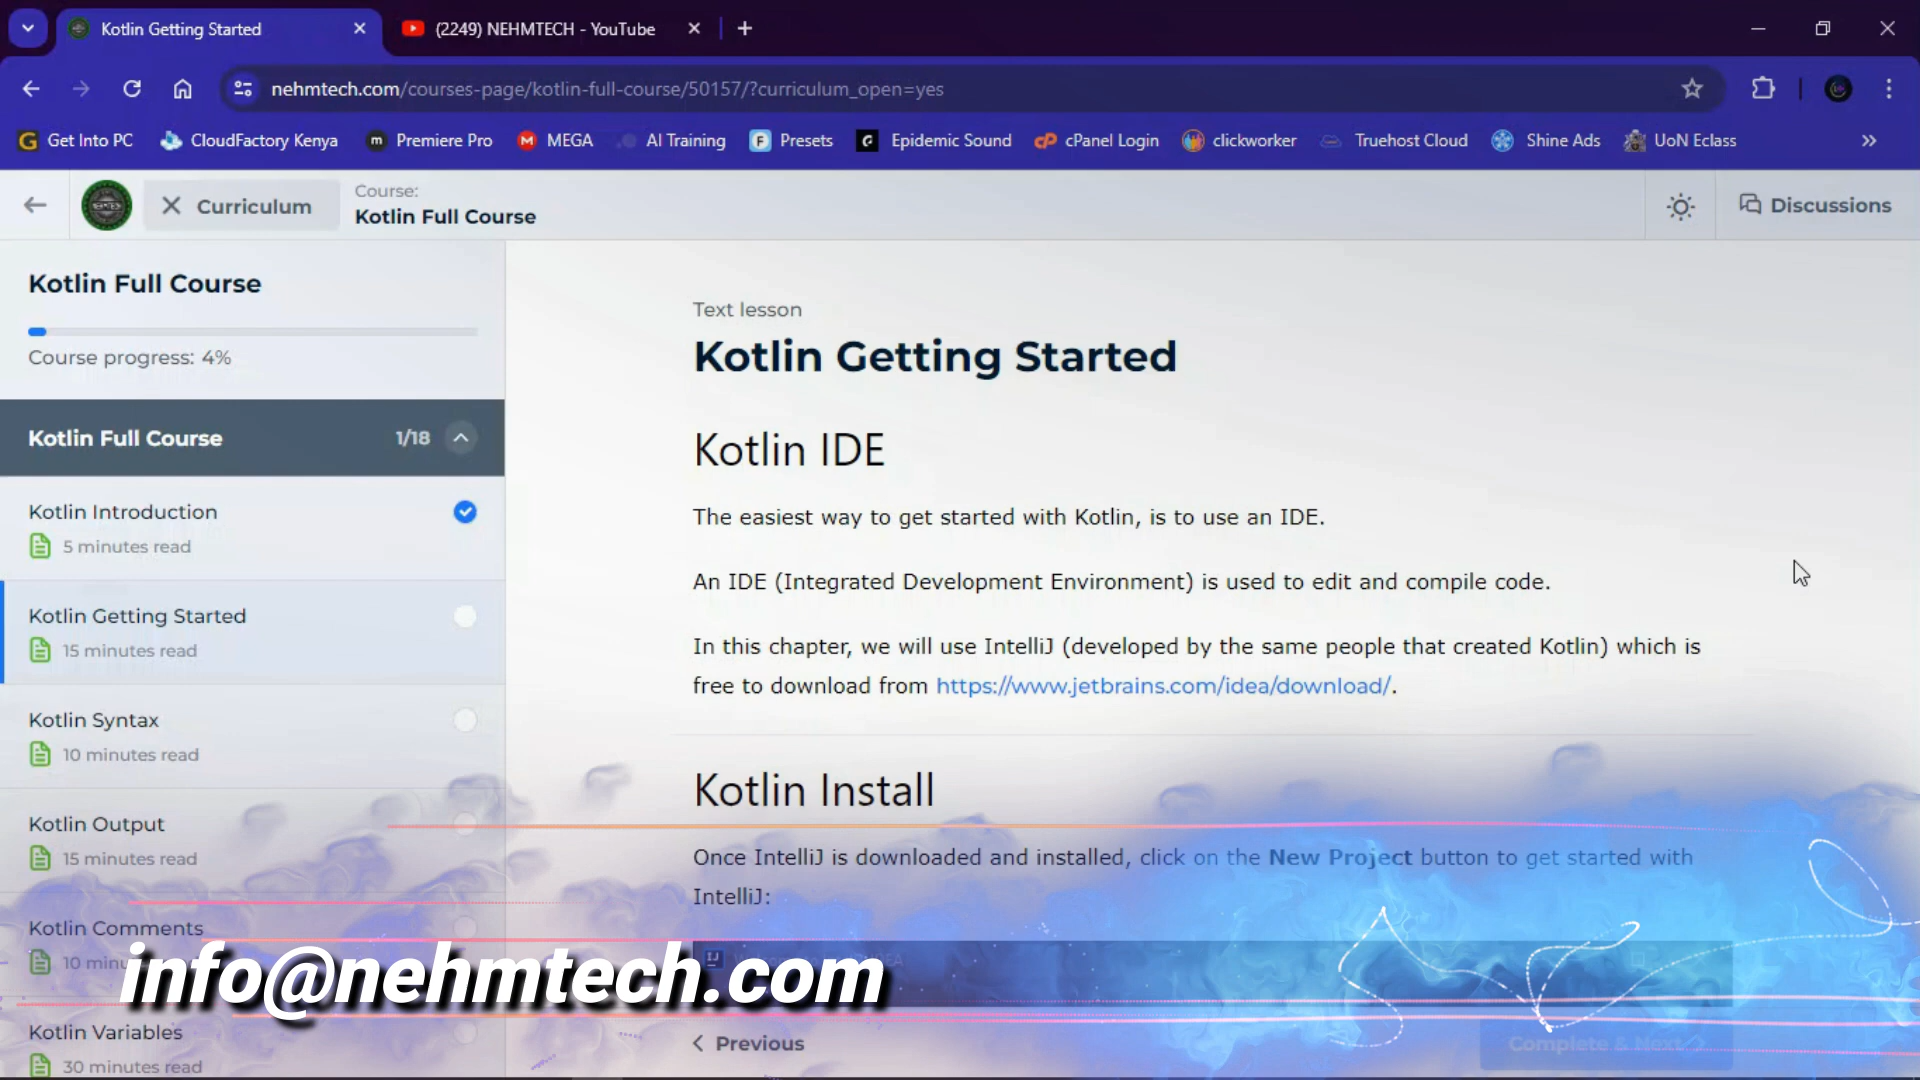 Kotlin Getting Started
(2249) NEHMTECH - YouTube
nehmtech.com/courses-page/kotlin-full-course/50157/?curriculum_open=yes
Get Into PC
CloudFactory Kenya
Premiere Pro
MEGA
AI Training
Presets
Epidemic Sound
cPanel Login
clickworker
Truehost Cloud
Shine Ads
UoN Eclass
Curriculum
Course:
Kotlin Full Course
Discussions
Kotlin Full Course
Course progress: 4%
Kotlin Full Course 1/18
Kotlin Introduction
5 minutes read
Kotlin Getting Started
15 minutes read
Kotlin Syntax
10 minutes read
Kotlin Output
15 minutes read
Kotlin Comments
10 minu
Kotlin Variables
30 minutes read
Text lesson
Kotlin Getting Started
Kotlin IDE
The easiest way to get started with Kotlin, is to use an IDE.
An IDE (Integrated Development Environment) is used to edit and compile code.
In this chapter, we will use IntelliJ (developed by the same people that created Kotlin) which is
free to download from https://www.jetbrains.com/idea/download/.
Kotlin Install
Once IntelliJ is downloaded and installed, click on the New Project button to get started with
IntelliJ:
info@nehmtech.com
Previous
Complete & Next